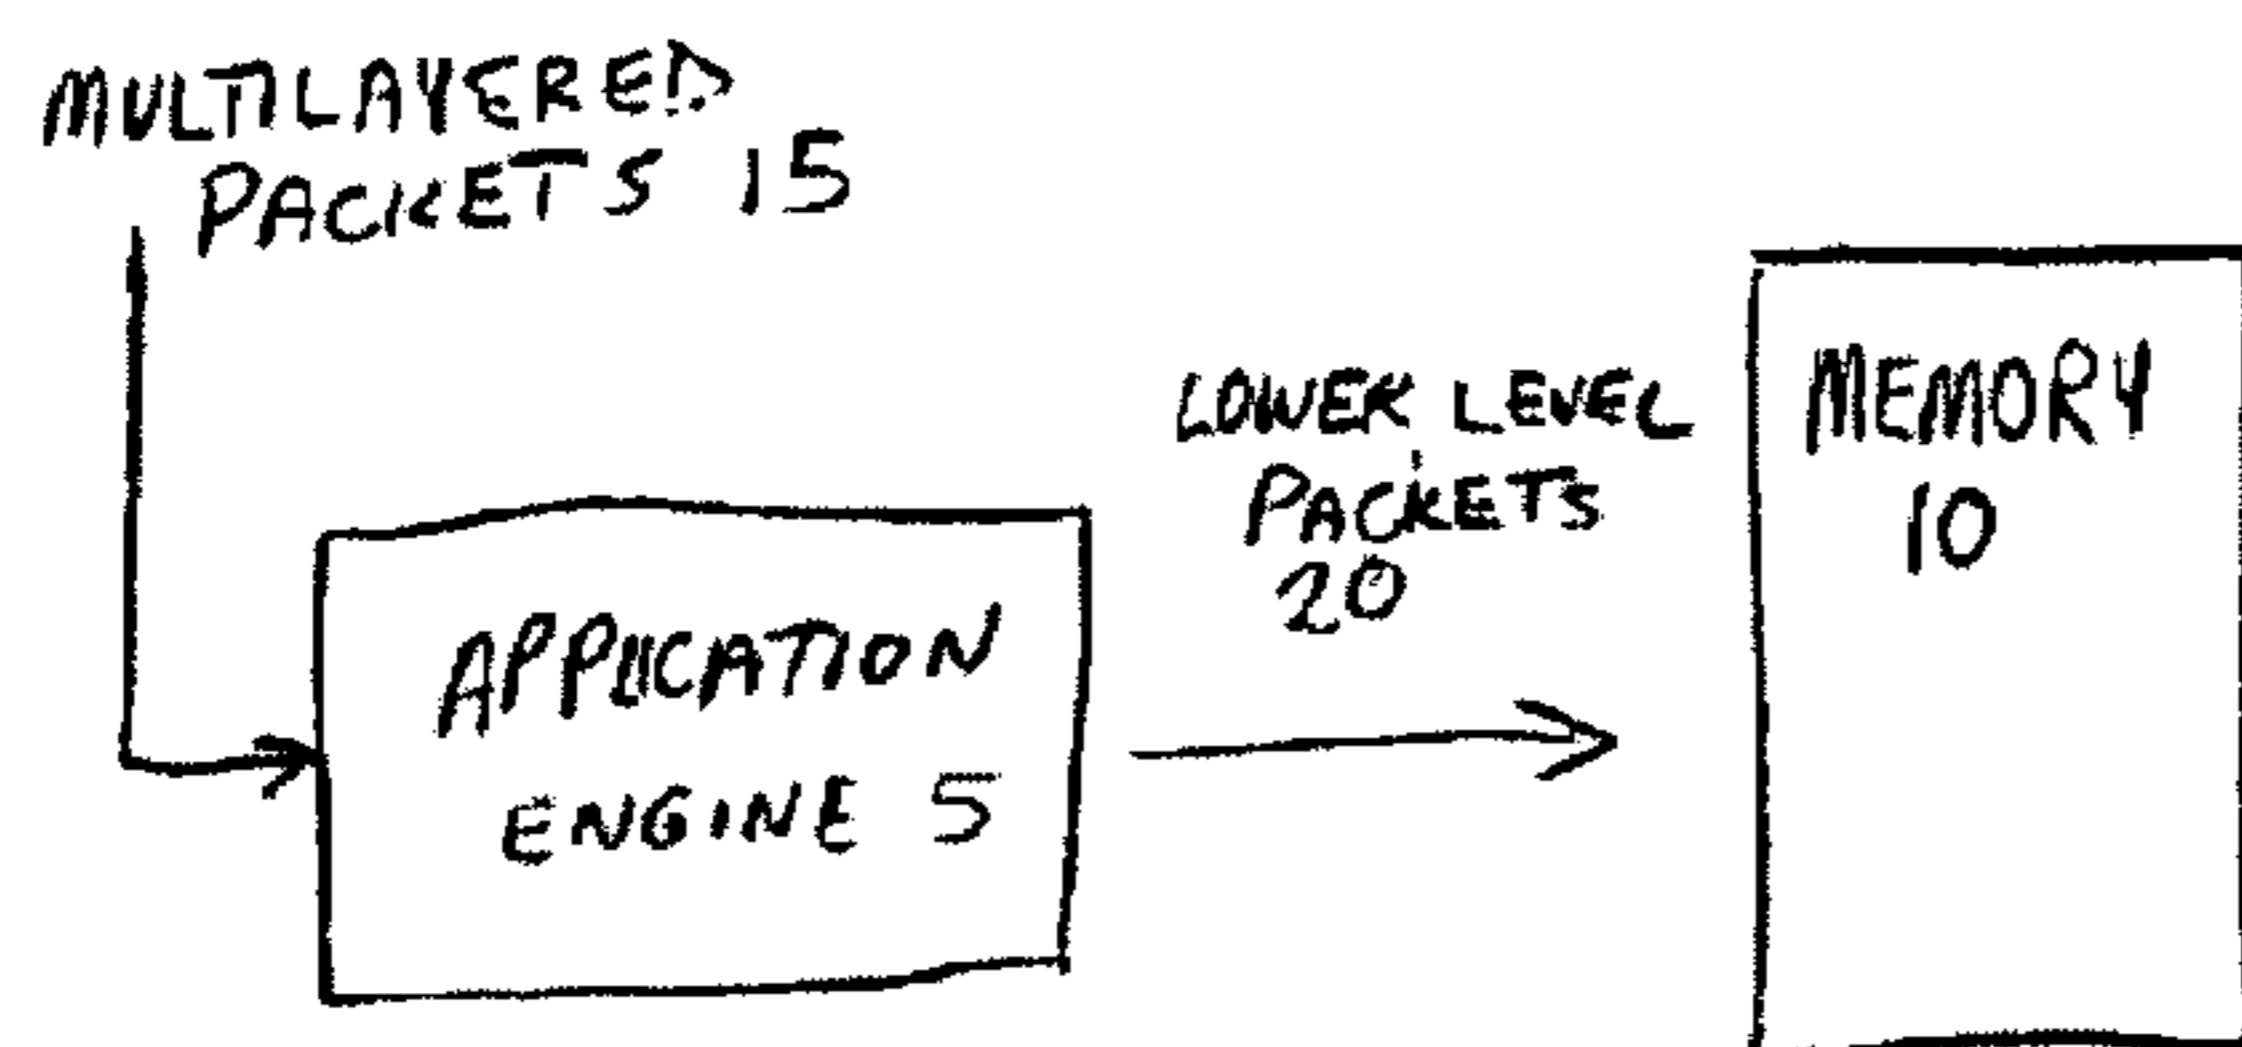 MULTILAYERED
PACKETS 15
LOWER LEVEL
PACKETS
20
MEMORY
10
APPLICATION
ENGINE 5